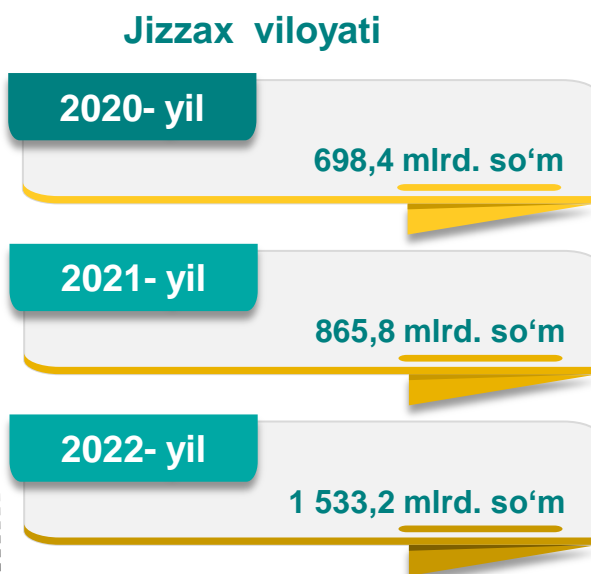 Jizzax viloyati
2020- yil
698,4 mlrd. so‘m
2021- yil
865,8 mlrd. so‘m
2022- yil
1 533,2 mlrd. so‘m